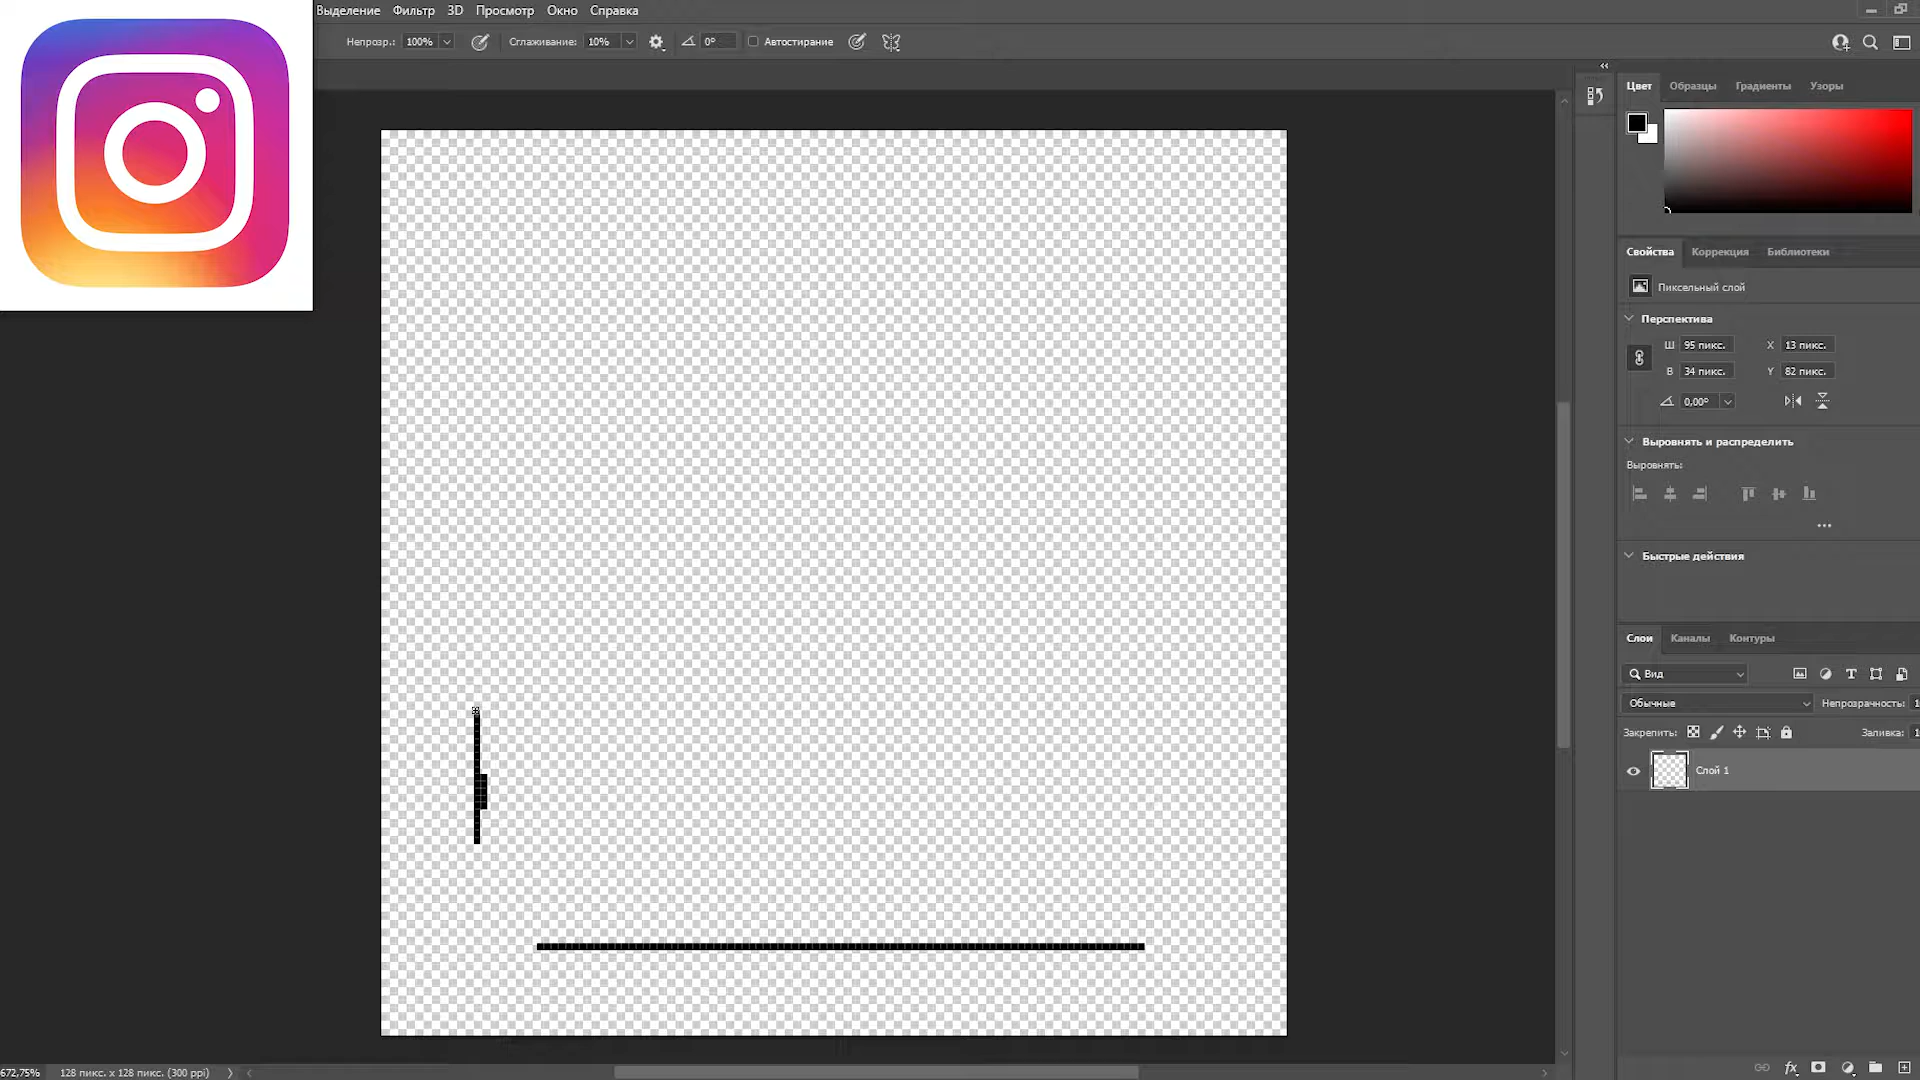 Выделение Фильтр 3D Просмотр Окно Справка
Непрозр.: 100% Сглаживание: 10% 0° Автостирание
Цвет Образцы Градиенты Узоры
Свойства Коррекция Библиотеки
Пиксельный слой
Перспектива
Ш 95 пикс. X 13 пикс.
В 34 пикс. Y 82 пикс.
0,00°
Выровнять и распределить
Выровнять:
Быстрые действия
Слои Каналы Контуры
Вид
Обычные Непрозрачность:
Закрепить: Заливка:
Слой 1
672,75% 128 пикс. x 128 пикс. (300 ppi)